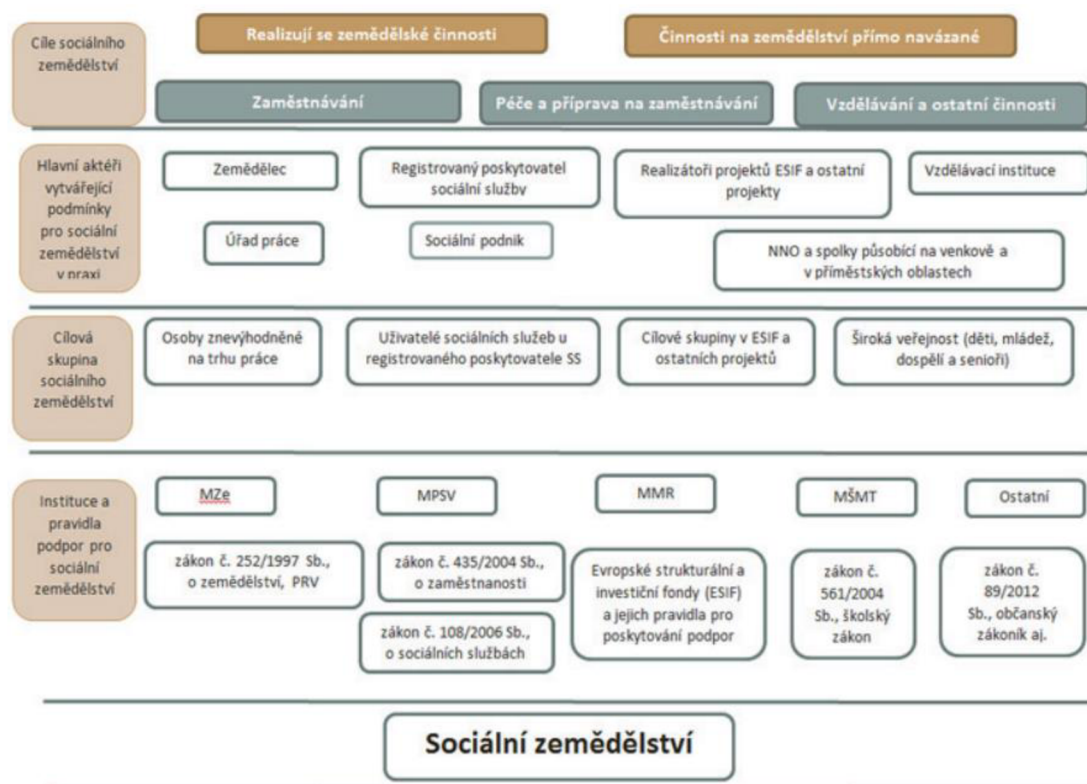 Cíle sociálního
zemědělství
Realizují se zemědělské činnosti
Činnosti na zemědělství přímo navázané
Zaměstnávání
Péče a příprava na zaměstnávání
Vzdělávání a ostatní činnosti
Hlavní aktéři
vytvářející
podmínky
pro sociální
zemědělství
v praxi
Zemědělec
Registrovaný poskytovatel
sociální služby
Realizátoři projektů ESIF a ostatní
projekty
Vzdělávací instituce
Úřad práce
Sociální podnik
NNO a spolky působící na venkově a
v příměstských oblastech
Cílová
skupina
sociálního
zemědělství
Osoby znevýhodněné
na trhu práce
Uživatelé sociálních služeb u
registrovaného poskytovatele SS
Cílové skupiny v ESIF a
ostatních projektů
Široká veřejnost (děti, mládež,
dospělí a senioři)
Instituce a
pravidla
podpor pro
sociální
zemědělství
MZe
MPSV
MMR
MŠMT
Ostatní
zákon č. 252/1997 Sb.,
o zemědělství, PRV
zákon č. 435/2004 Sb.,
o zaměstnanosti
zákon č. 108/2006 Sb.,
o sociálních službách
Evropské strukturální a
investiční fondy (ESIF)
a jejich pravidla pro
poskytování podpor
zákon č.
561/2004
Sb., školský
zákon
zákon č.
89/2012
Sb., občanský
zákoník aj.
Sociální zemědělství